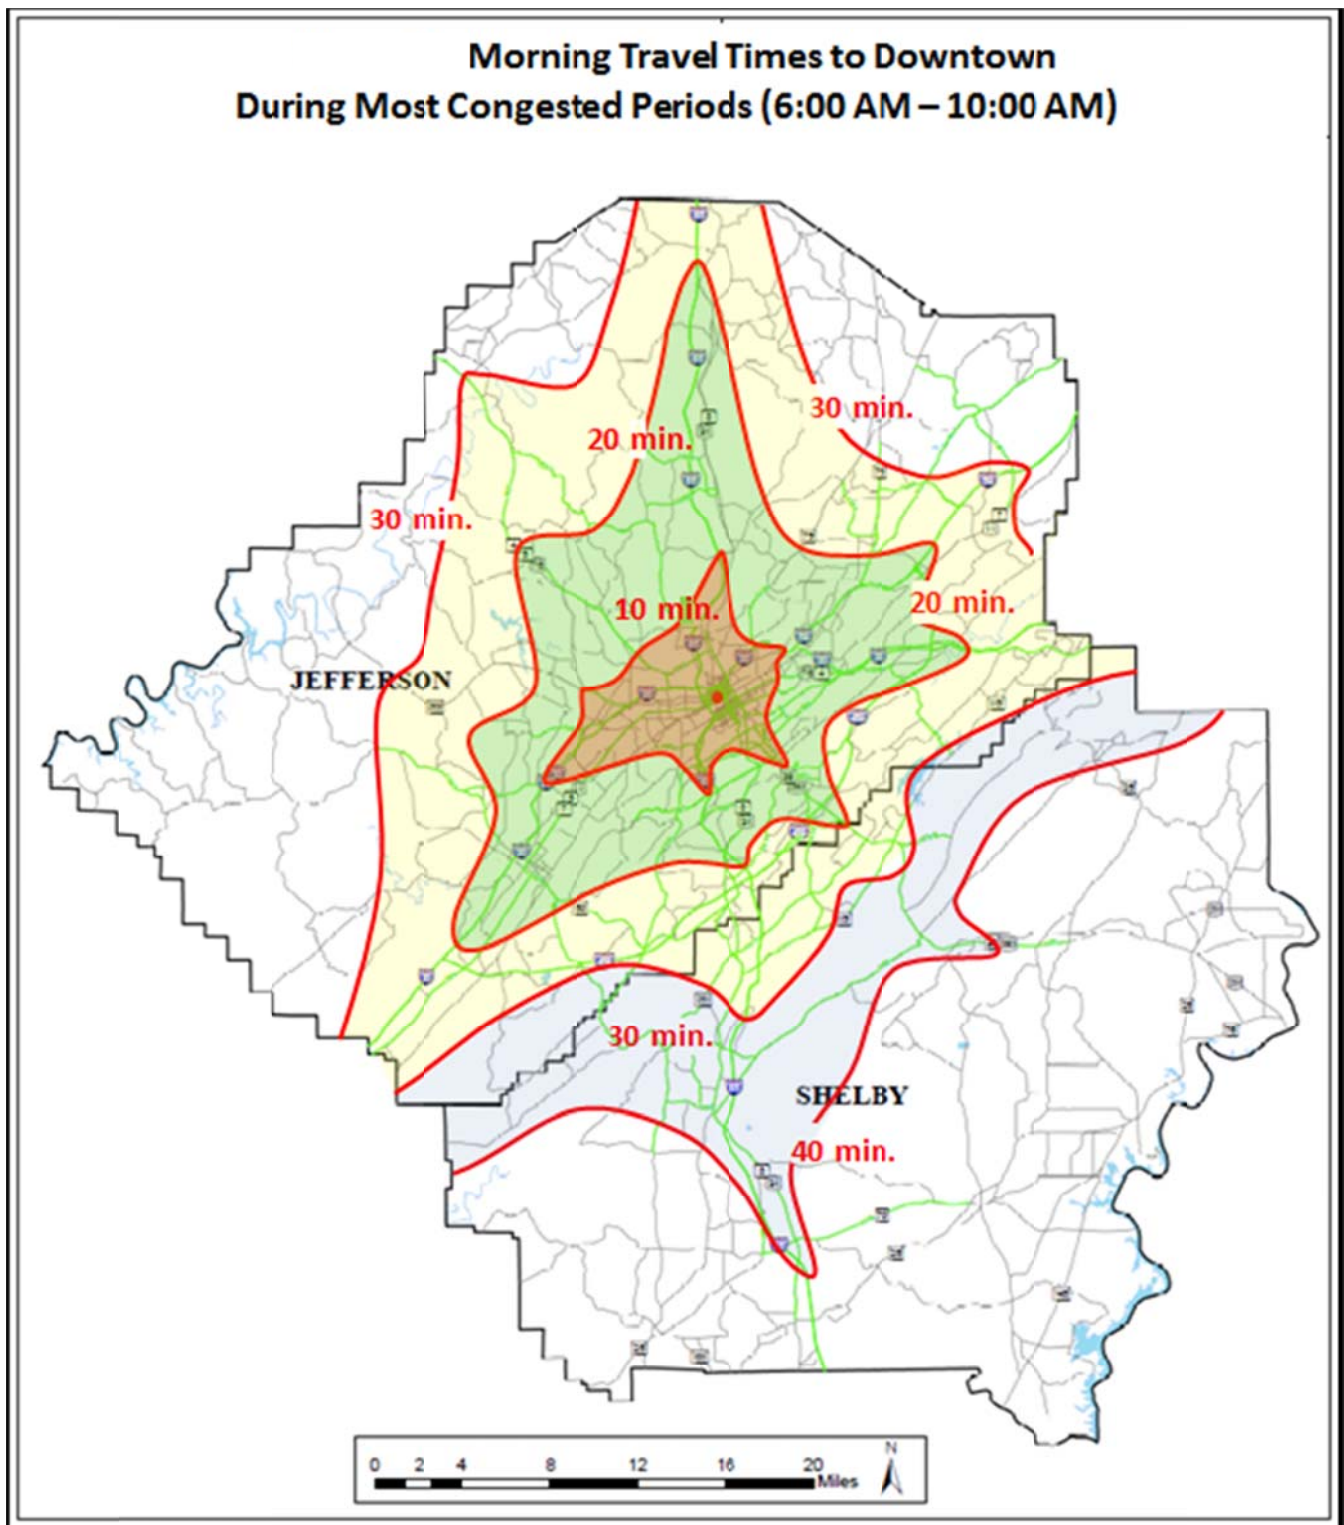 Morning Travel Times to Downtown
During Most Congested Periods (6:00 AM – 10:00 AM)
30 min.
20 min.
30 min.
10 min.
20 min.
JEFFERSON
30 min.
SHELBY
40 min.
N
0 2 4 8 12 16 20
Miles